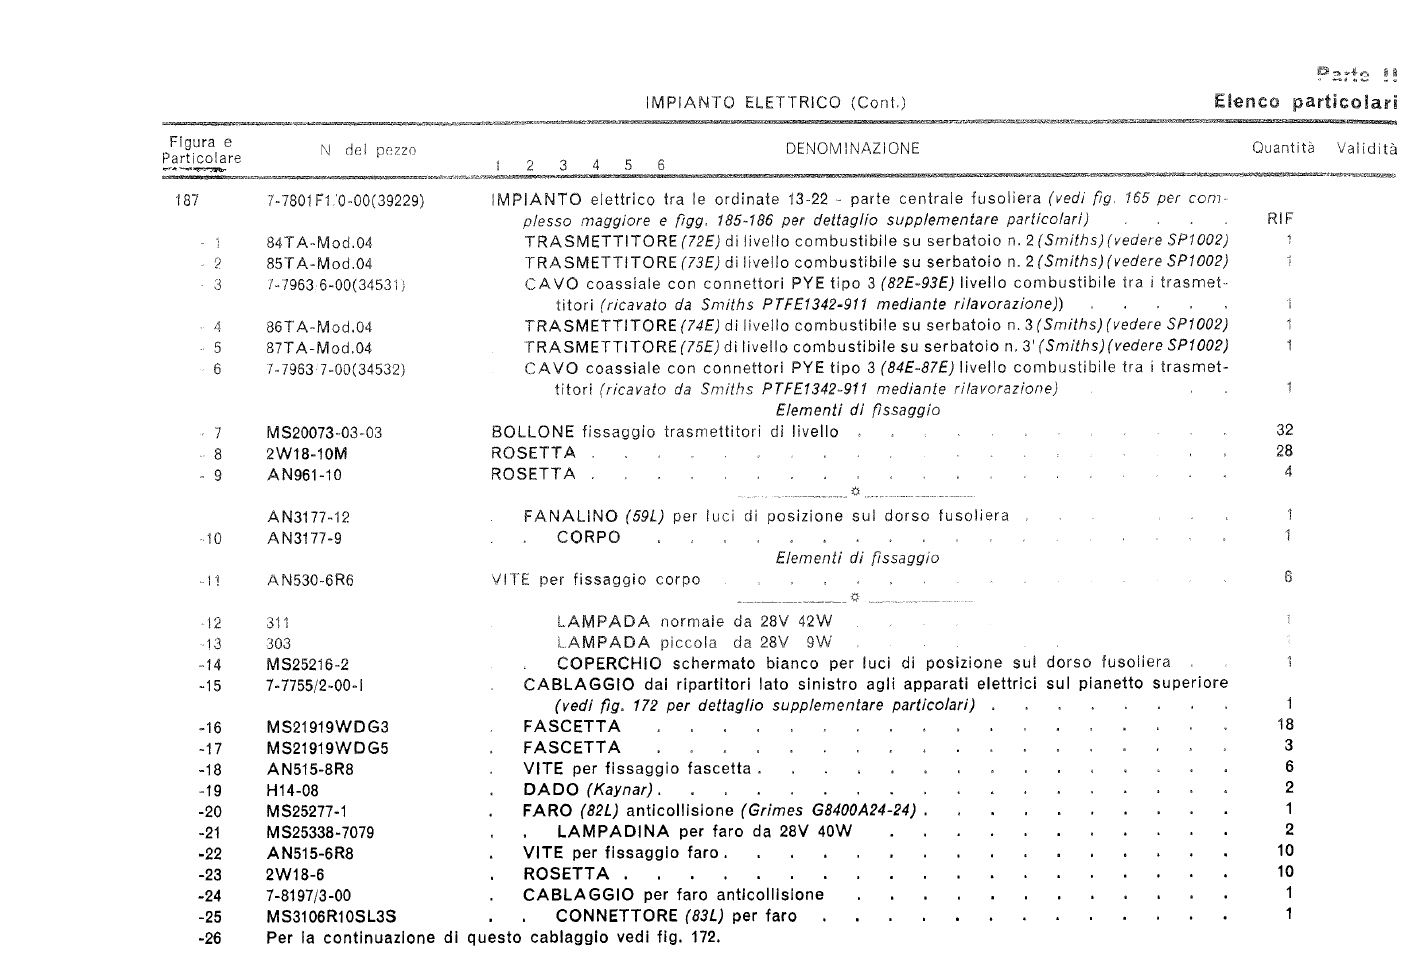 Parte II
IMPIANTO ELETTRICO (Cont.) Elenco particolari
Figura e Particolare N del pezzo 1 2 3 4 5 6 DENOMINAZIONE Quantità Validità
187 7-7801F1/0-00(39229) IMPIANTO elettrico tra le ordinate 13-22 - parte centrale fusoliera (vedi fig. 165 per com-
plesso maggiore e figg. 185-186 per dettaglio supplementare particolari) . . . . RIF
- 1 84TA-Mod.04 TRASMETTITORE (72E) di livello combustibile su serbatoio n. 2 (Smiths) (vedere SP1002) 1
- 2 85TA-Mod.04 TRASMETTITORE (73E) di livello combustibile su serbatoio n. 2 (Smiths) (vedere SP1002) 1
- 3 7-7963/6-00(34531) CAVO coassiale con connettori PYE tipo 3 (82E-93E) livello combustibile tra i trasmet-
titori (ricavato da Smiths PTFE1342-911 mediante rilavorazione)) . . . . . 1
- 4 86TA-Mod.04 TRASMETTITORE (74E) di livello combustibile su serbatoio n. 3 (Smiths) (vedere SP1002) 1
- 5 87TA-Mod.04 TRASMETTITORE (75E) di livello combustibile su serbatoio n. 3' (Smiths) (vedere SP1002) 1
- 6 7-7963/7-00(34532) CAVO coassiale con connettori PYE tipo 3 (84E-87E) livello combustibile tra i trasmet-
titori (ricavato da Smiths PTFE1342-911 mediante rilavorazione) . . . 1
Elementi di fissaggio
- 7 MS20073-03-03 BOLLONE fissaggio trasmettitori di livello . . . . . . . . . . . . 32
- 8 2W18-10M ROSETTA . . . . . . . . . . . . . . . . . . . . 28
- 9 AN961-10 ROSETTA . . . . . . . . . . . . . . . . . . . . 4
☼
AN3177-12 . FANALINO (59L) per luci di posizione sul dorso fusoliera . . . . . . 1
-10 AN3177-9 . . CORPO . . . . . . . . . . . . . . . . . . 1
Elementi di fissaggio
-11 AN530-6R6 VITE per fissaggio corpo . . . . . . . . . . . . . . . . 6
☼
-12 311 LAMPADA normale da 28V 42W . . . . . . 1
-13 303 LAMPADA piccola da 28V 9W . . . . . . . 1
-14 MS25216-2 . COPERCHIO schermato bianco per luci di posizione sul dorso fusoliera . . 1
-15 7-7755/2-00-I . CABLAGGIO dai ripartitori lato sinistro agli apparati elettrici sul pianetto superiore
(vedi fig. 172 per dettaglio supplementare particolari) . . . . . . . . 1
-16 MS21919WDG3 . FASCETTA . . . . . . . . . . . . . . . . . . 18
-17 MS21919WDG5 . FASCETTA . . . . . . . . . . . . . . . . . . 3
-18 AN515-8R8 . VITE per fissaggio fascetta . . . . . . . . . . . . . . . 6
-19 H14-08 . DADO (Kaynar) . . . . . . . . . . . . . . . . . . 2
-20 MS25277-1 . FARO (82L) anticollisione (Grimes G8400A24-24) . . . . . . . . . . 1
-21 MS25338-7079 . . LAMPADINA per faro da 28V 40W . . . . . . . . . . . 2
-22 AN515-6R8 . VITE per fissaggio faro . . . . . . . . . . . . . . . . 10
-23 2W18-6 . ROSETTA . . . . . . . . . . . . . . . . . . . 10
-24 7-8197/3-00 . CABLAGGIO per faro anticollisione . . . . . . . . . . . . 1
-25 MS3106R10SL3S . . CONNETTORE (83L) per faro . . . . . . . . . . . . . 1
-26 Per la continuazione di questo cablaggio vedi fig. 172.